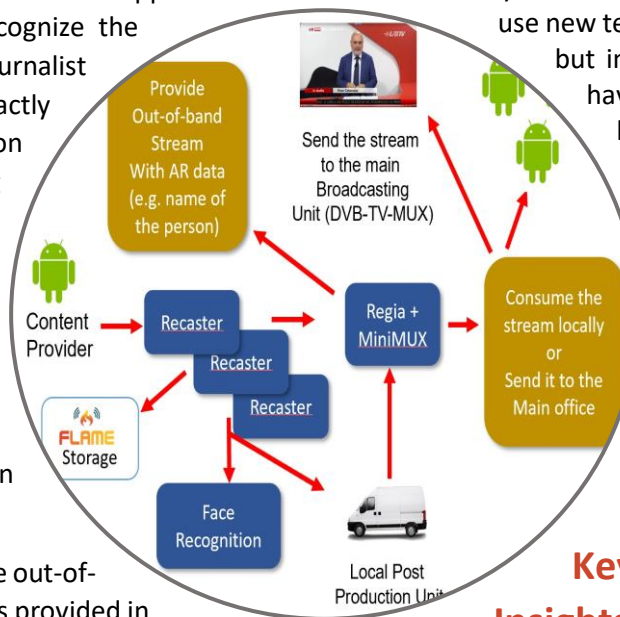 cognize the
urnalist
actly
on
use new te
but in
hav
Provide
Out-of-band
Stream
With AR data
(e.g. name of
the person)
Send the stream
to the main
Broadcasting
Unit (DVB-TV-MUX)
Content
Provider
Recaster
Recaster
Recaster
Regia +
MiniMUX
Consume the
stream locally
or
Send it to the
Main office
FLAME
Storage
Face
Recognition
Local Post
Production Unit
n
e out-of-
s provided in
Key
Insights